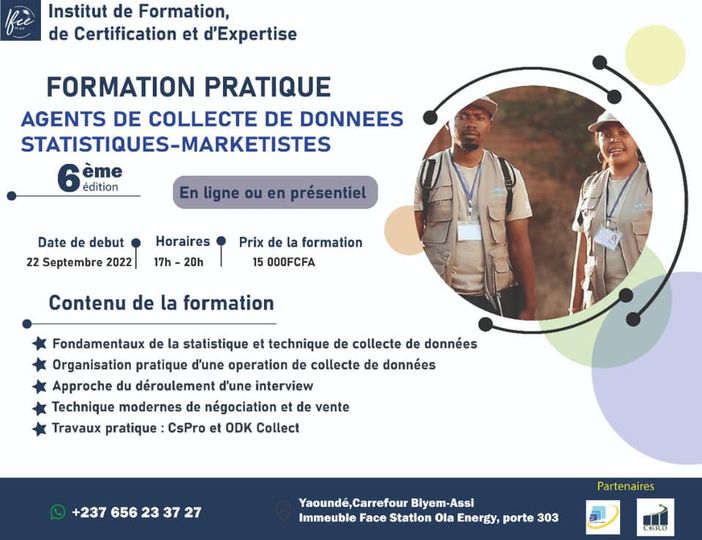 Ifce
Institut de Formation,
de Certification et d'Expertise
FORMATION PRATIQUE
AGENTS DE COLLECTE DE DONNEES
STATISTIQUES-MARKETISTES
6ème
édition
En ligne ou en présentiel
Date de debut Horaires Prix de la formation
22 Septembre 2022 17h - 20h 15 000FCFA
Contenu de la formation
Fondamentaux de la statistique et technique de collecte de données
Organisation pratique d'une operation de collecte de données
Approche du déroulement d'une interview
Technique modernes de négociation et de vente
Travaux pratique : CsPro et ODK Collect
Partenaires
+237 656 23 37 27
Yaoundé,Carrefour Biyem-Assi
Immeuble Face Station Ola Energy, porte 303
CERD